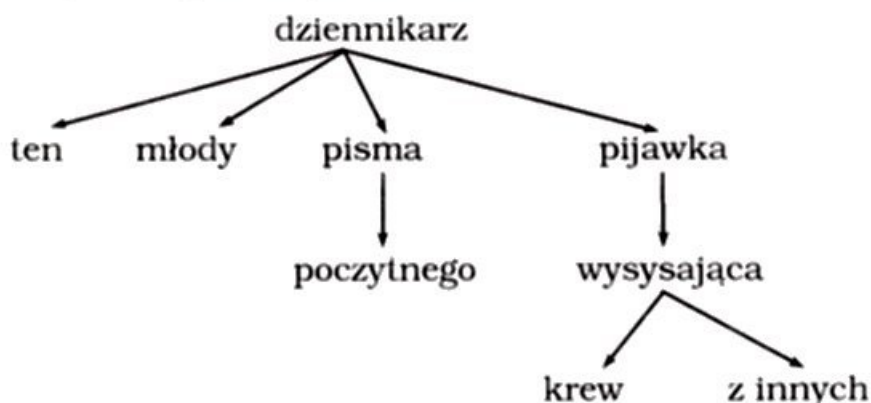 dziennikarz
ten młody pisma pijawka
poczytnego wysysająca
krew z innych